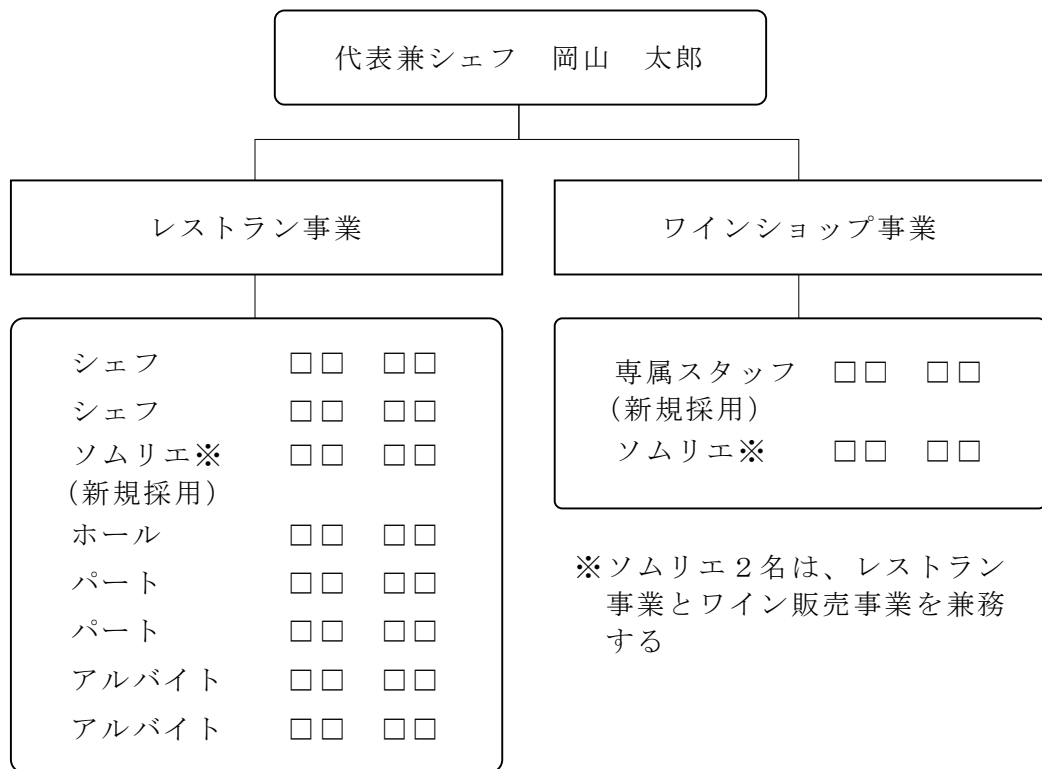 代表兼シェフ　岡山　太郎
レストラン事業
シェフ　□□　□□
シェフ　□□　□□
ソムリエ※　□□　□□
(新規採用)
ホール　□□　□□
パート　□□　□□
パート　□□　□□
アルバイト　□□　□□
アルバイト　□□　□□
ワインショップ事業
専属スタッフ　□□　□□
(新規採用)
ソムリエ※　□□　□□
※ソムリエ２名は、レストラン
事業とワイン販売事業を兼務
する